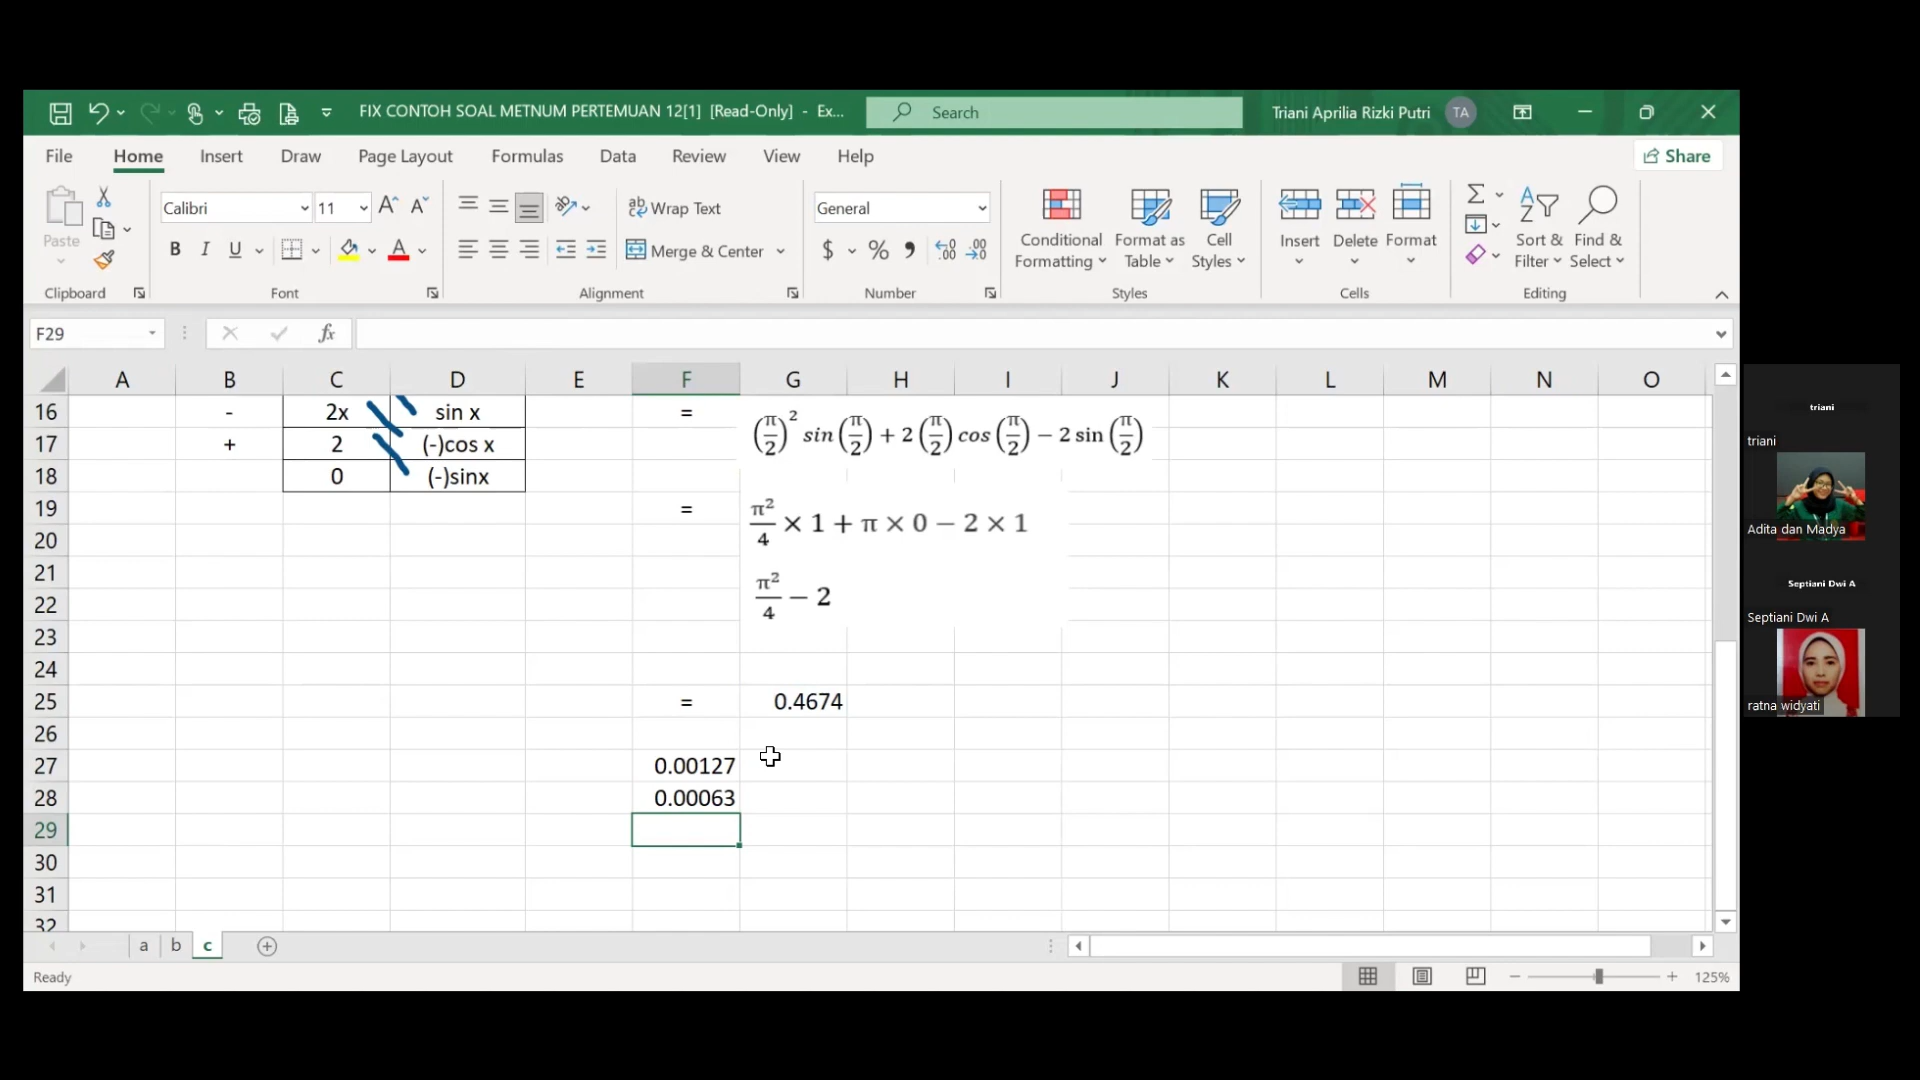 FIX CONTOH SOAL METNUM PERTEMUAN 12[1] [Read-Only] - Ex...
Search
Triani Aprilia Rizki Putri TA
File Home Insert Draw Page Layout Formulas Data Review View Help
Share
Paste
Calibri 11
B I U
Wrap Text
Merge & Center
General
$ % 9
Conditional Formatting
Format as Table
Cell Styles
Insert Delete Format
Sort & Filter
Find & Select
Clipboard Font Alignment Number Styles Cells Editing
F29 fx
A B C D E F G H I J K L M N O
16 - 2x sin x = (π/2)² sin(π/2) + 2(π/2) cos(π/2) − 2 sin(π/2)
17 + 2 (-)cos x
18 0 (-)sinx
19 = π²/4 × 1 + π × 0 − 2 × 1
20
21
22 π²/4 − 2
23
24
25 = 0.4674
26
27 0.00127
28 0.00063
29
30
31
32
a b c
Ready
125%
triani
triani
Adita dan Madya
Septiani Dwi A
Septiani Dwi A
ratna widyati